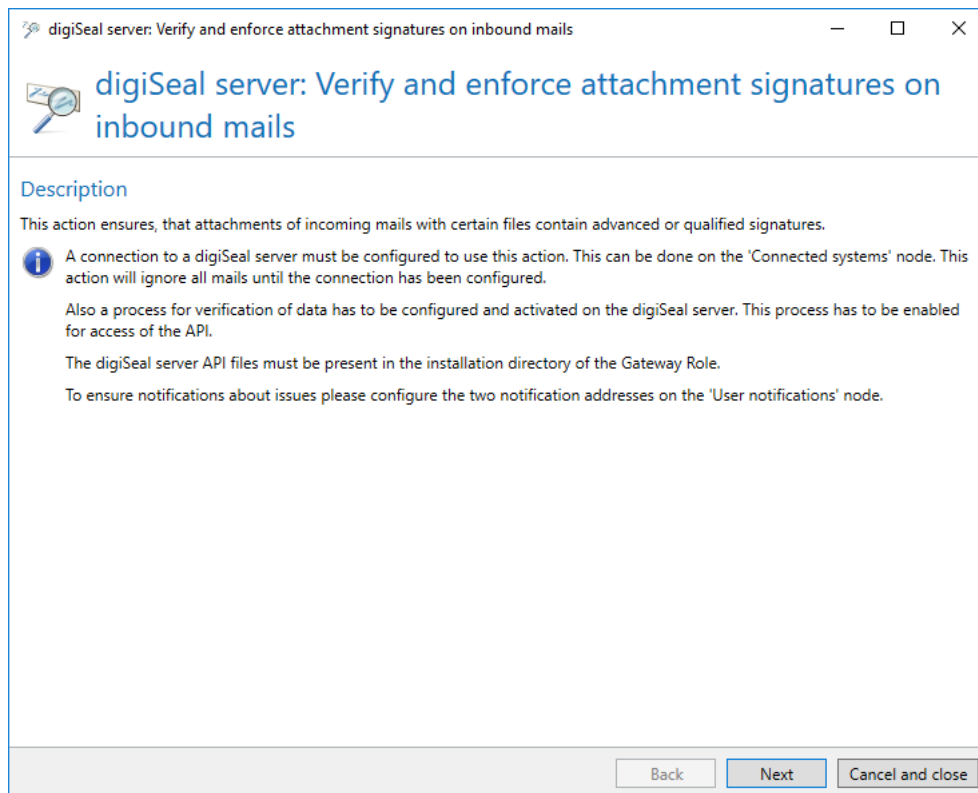 digiSeal server: Verify and enforce attachment signatures on inbound mails
digiSeal server: Verify and enforce attachment signatures on
inbound mails
Description
This action ensures, that attachments of incoming mails with certain files contain advanced or qualified signatures.
A connection to a digiSeal server must be configured to use this action. This can be done on the 'Connected systems' node. This
action will ignore all mails until the connection has been configured.
Also a process for verification of data has to be configured and activated on the digiSeal server. This process has to be enabled
for access of the API.
The digiSeal server API files must be present in the installation directory of the Gateway Role.
To ensure notifications about issues please configure the two notification addresses on the 'User notifications' node.
Back Next Cancel and close